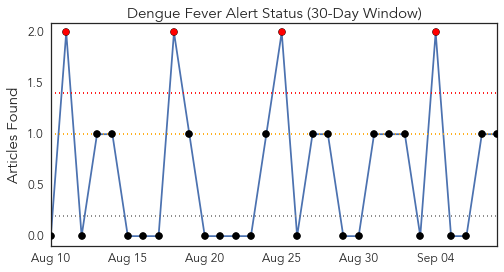 Dengue Fever Alert Status (30-Day Window)
Articles Found
2.0
1.5
1.0
0.5
0.0
Aug 10 Aug 15 Aug 20 Aug 25 Aug 30 Sep 04